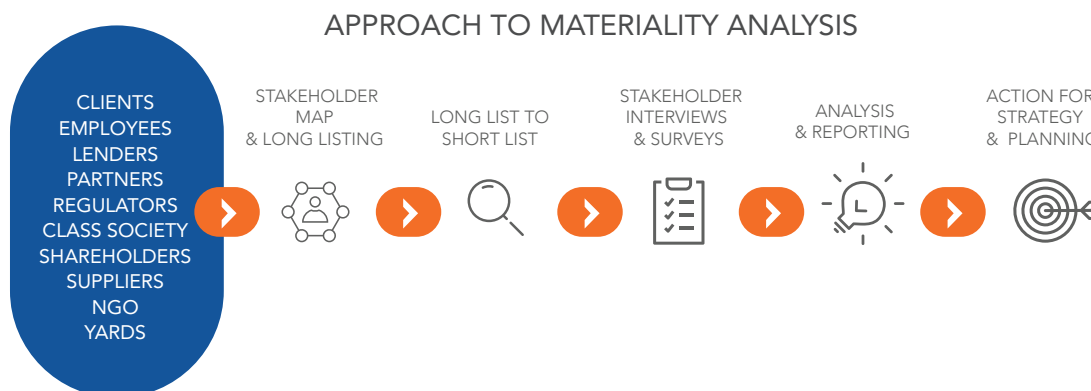 APPROACH TO MATERIALITY ANALYSIS
CLIENTS
EMPLOYEES
LENDERS
PARTNERS
REGULATORS
CLASS SOCIETY
SHAREHOLDERS
SUPPLIERS
NGO
YARDS
STAKEHOLDER
MAP
& LONG LISTING
LONG LIST TO
SHORT LIST
STAKEHOLDER
INTERVIEWS
& SURVEYS
ANALYSIS
& REPORTING
ACTION FOR
STRATEGY
& PLANNING